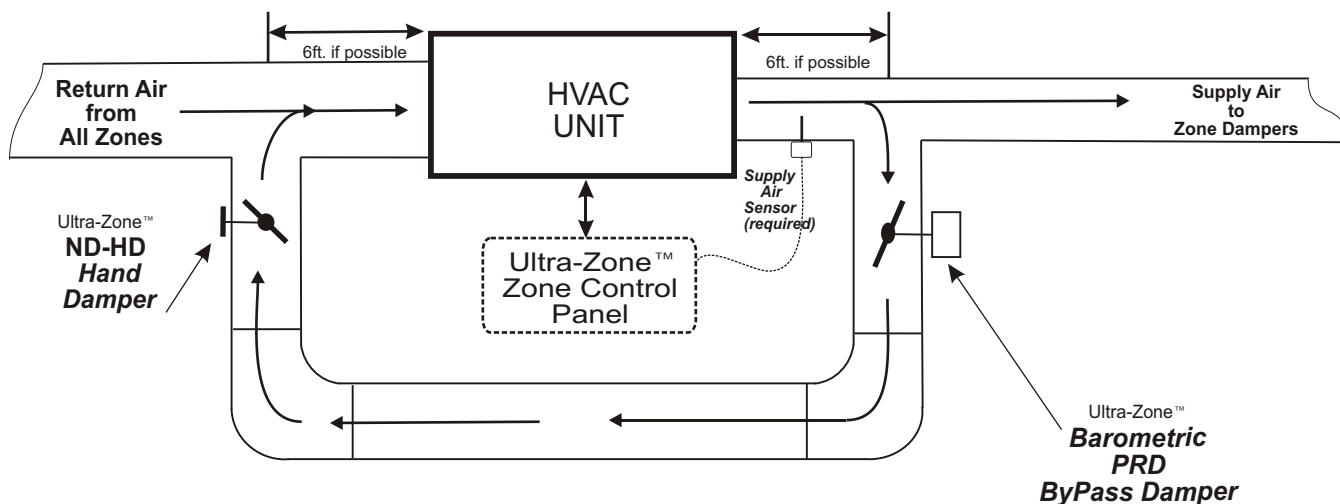 6ft. if possible
6ft. if possible
Return Air
from
All Zones
HVAC
UNIT
Supply Air
to
Zone Dampers
Supply
Air
Sensor
(required)
Ultra-Zone™
ND-HD
Hand
Damper
Ultra-Zone™
Zone Control
Panel
Ultra-Zone™
Barometric
PRD
ByPass Damper